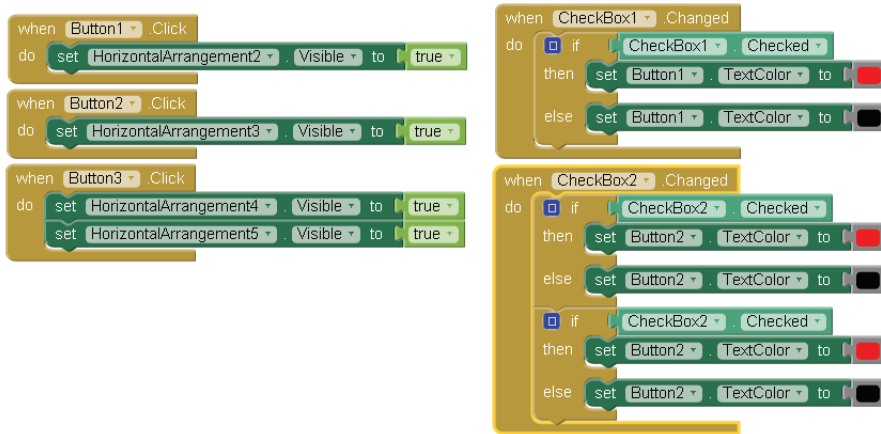 when Button1 .Click
do set HorizontalArrangement2 . Visible to true
when Button2 .Click
do set HorizontalArrangement3 . Visible to true
when Button3 .Click
do set HorizontalArrangement4 . Visible to true
set HorizontalArrangement5 . Visible to true
when CheckBox1 .Changed
do if CheckBox1 . Checked
then set Button1 . TextColor to
else set Button1 . TextColor to
when CheckBox2 .Changed
do if CheckBox2 . Checked
then set Button2 . TextColor to
else set Button2 . TextColor to
if CheckBox2 . Checked
then set Button2 . TextColor to
else set Button2 . TextColor to